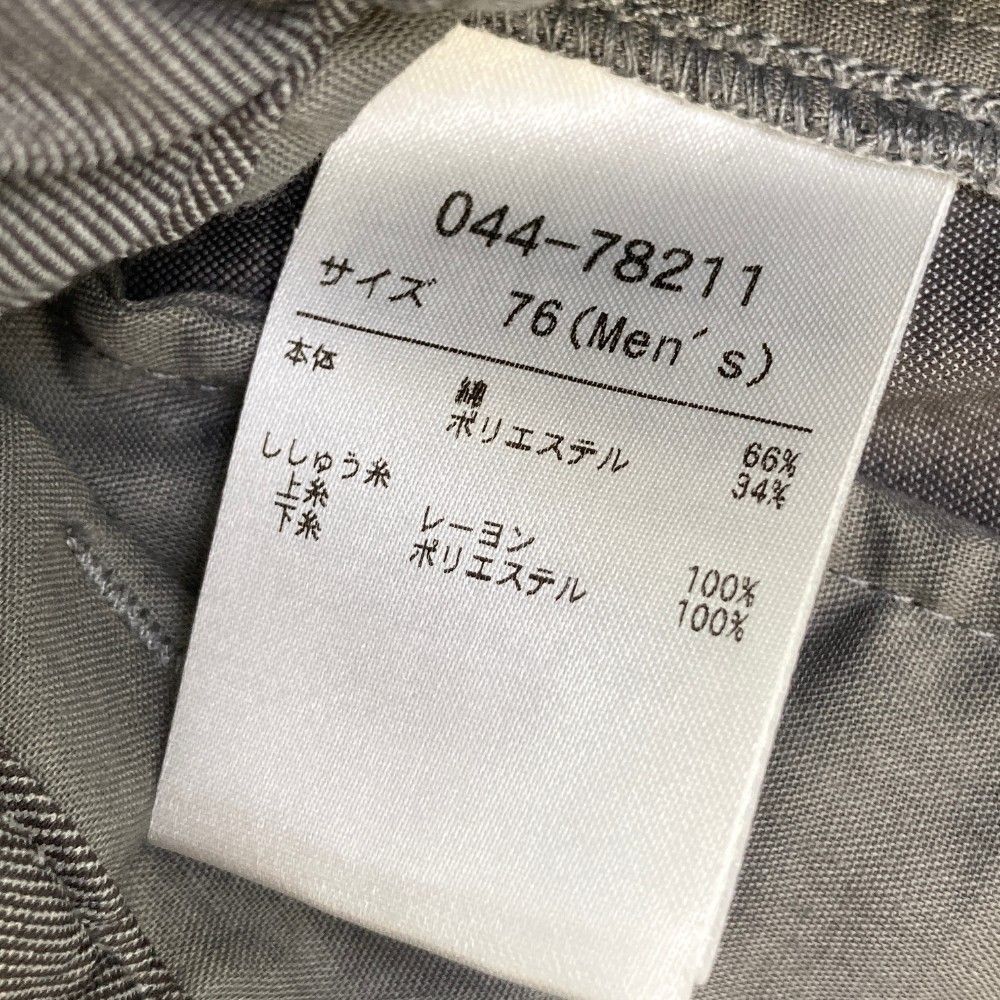 044-78211
サイズ 76(Men's)
本体
綿 66%
ポリエステル 34%
ししゅう糸
上糸 レーヨン 100%
下糸 ポリエステル 100%